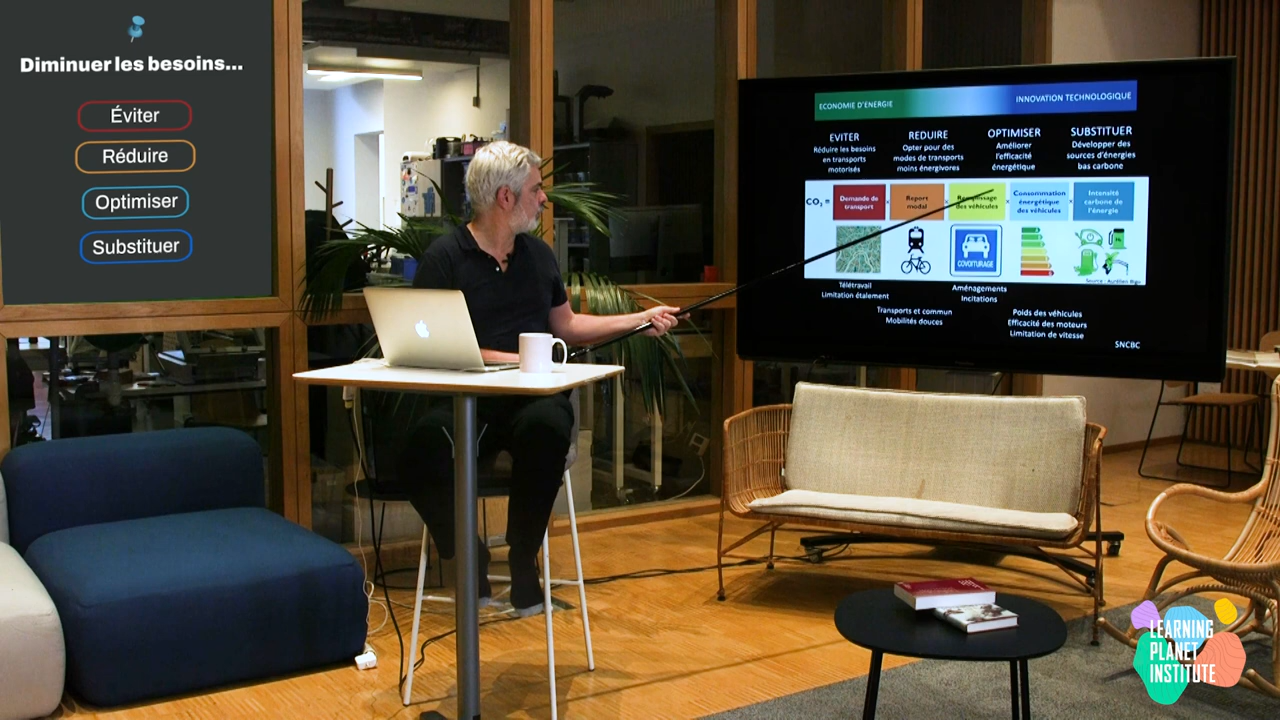 Diminuer les besoins...
Éviter
Réduire
Optimiser
Substituer
ECONOMIE D'ENERGIE
INNOVATION TECHNOLOGIQUE
EVITER
Réduire les besoins
en transports
motorisés
REDUIRE
Opter pour des
modes de transports
moins énergivores
OPTIMISER
Améliorer
l'efficacité
énergétique
SUBSTITUER
Développer des
sources d'énergies
bas carbone
CO₂ =
Demande de
transport
x
Report
modal
x
Remplissage
des véhicules
x
Consommation
énergétique
des véhicules
x
Intensité
carbone de
l'énergie
COVOITURAGE
Source : Aurélien Bigo
Télétravail
Limitation étalement
Transports et commun
Mobilités douces
Aménagements
Incitations
Poids des véhicules
Efficacité des moteurs
Limitation de vitesse
SNCBC
LEARNING
PLANET
INSTITUTE